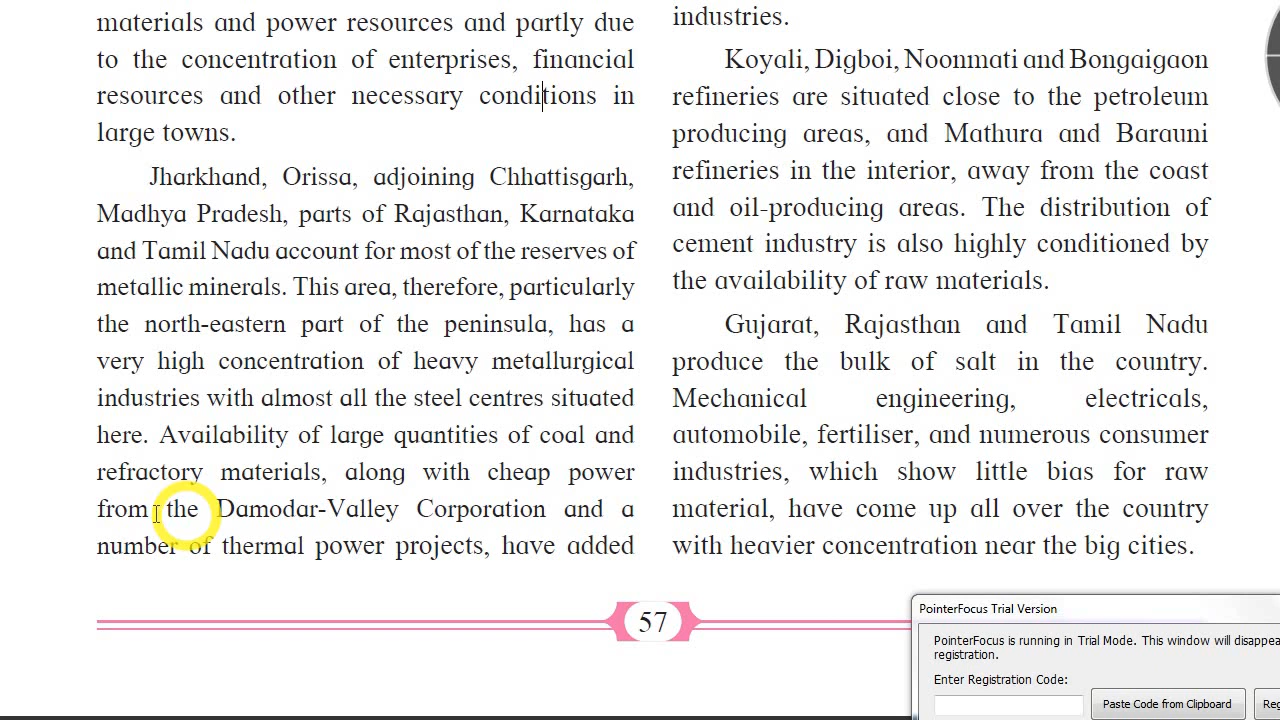 materials and power resources and partly due
to the concentration of enterprises, financial
resources and other necessary conditions in
large towns.
Jharkhand, Orissa, adjoining Chhattisgarh,
Madhya Pradesh, parts of Rajasthan, Karnataka
and Tamil Nadu account for most of the reserves of
metallic minerals. This area, therefore, particularly
the north-eastern part of the peninsula, has a
very high concentration of heavy metallurgical
industries with almost all the steel centres situated
here. Availability of large quantities of coal and
refractory materials, along with cheap power
from the Damodar-Valley Corporation and a
number of thermal power projects, have added
industries.
Koyali, Digboi, Noonmati and Bongaigaon
refineries are situated close to the petroleum
producing areas, and Mathura and Barauni
refineries in the interior, away from the coast
and oil-producing areas. The distribution of
cement industry is also highly conditioned by
the availability of raw materials.
Gujarat, Rajasthan and Tamil Nadu
produce the bulk of salt in the country.
Mechanical engineering, electricals,
automobile, fertiliser, and numerous consumer
industries, which show little bias for raw
material, have come up all over the country
with heavier concentration near the big cities.
57
PointerFocus Trial Version
PointerFocus is running in Trial Mode. This window will disappea
registration.
Enter Registration Code:
Paste Code from Clipboard
Reg